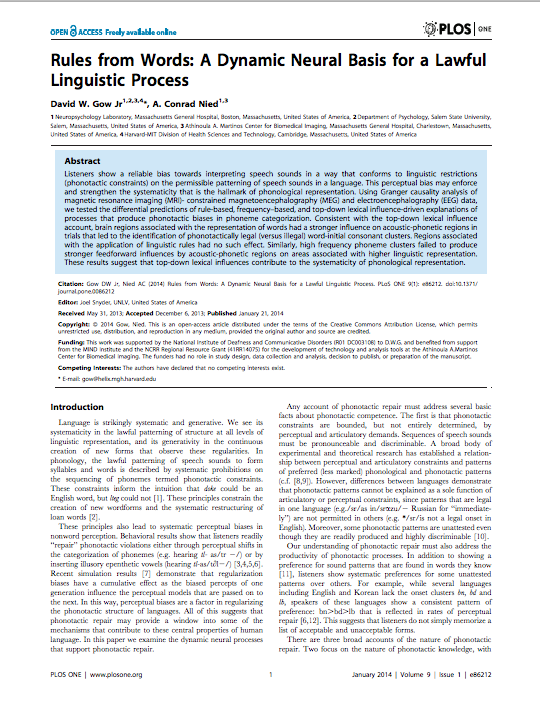 OPEN ACCESS Freely available online
PLOS ONE
Rules from Words: A Dynamic Neural Basis for a Lawful
Linguistic Process
David W. Gow Jr1,2,3,4*, A. Conrad Nied1,3
1 Neuropsychology Laboratory, Massachusetts General Hospital, Boston, Massachusetts, United States of America, 2 Department of Psychology, Salem State University,
Salem, Massachusetts, United States of America, 3 Athinoula A. Martinos Center for Biomedical Imaging, Massachusetts General Hospital, Charlestown, Massachusetts,
United States of America, 4 Harvard-MIT Division of Health Sciences and Technology, Cambridge, Massachusetts, United States of America
Abstract
Listeners show a reliable bias towards interpreting speech sounds in a way that conforms to linguistic restrictions
(phonotactic constraints) on the permissible patterning of speech sounds in a language. This perceptual bias may enforce
and strengthen the systematicity that is the hallmark of phonological representation. Using Granger causality analysis of
magnetic resonance imaging (MRI)- constrained magnetoencephalography (MEG) and electroencephalography (EEG) data,
we tested the differential predictions of rule-based, frequency–based, and top-down lexical influence-driven explanations of
processes that produce phonotactic biases in phoneme categorization. Consistent with the top-down lexical influence
account, brain regions associated with the representation of words had a stronger influence on acoustic-phonetic regions in
trials that led to the identification of phonotactically legal (versus illegal) word-initial consonant clusters. Regions associated
with the application of linguistic rules had no such effect. Similarly, high frequency phoneme clusters failed to produce
stronger feedforward influences by acoustic-phonetic regions on areas associated with higher linguistic representation.
These results suggest that top-down lexical influences contribute to the systematicity of phonological representation.
Citation: Gow DW Jr, Nied AC (2014) Rules from Words: A Dynamic Neural Basis for a Lawful Linguistic Process. PLoS ONE 9(1): e86212. doi:10.1371/
journal.pone.0086212
Editor: Joel Snyder, UNLV, United States of America
Received May 31, 2013; Accepted December 6, 2013; Published January 21, 2014
Copyright: © 2014 Gow, Nied. This is an open-access article distributed under the terms of the Creative Commons Attribution License, which permits
unrestricted use, distribution, and reproduction in any medium, provided the original author and source are credited.
Funding: This work was supported by the National Institute of Deafness and Communicative Disorders (R01 DC003108) to D.W.G. and benefited from support
from the MIND Institute and the NCRR Regional Resource Grant (41RR14075) for the development of technology and analysis tools at the Athinoula A.Martinos
Center for Biomedical Imaging. The funders had no role in study design, data collection and analysis, decision to publish, or preparation of the manuscript.
Competing Interests: The authors have declared that no competing interests exist.
* E-mail: gow@helix.mgh.harvard.edu
Introduction
Language is strikingly systematic and generative. We see its
systematicity in the lawful patterning of structure at all levels of
linguistic representation, and its generativity in the continuous
creation of new forms that observe these regularities. In
phonology, the lawful patterning of speech sounds to form
syllables and words is described by systematic prohibitions on
the sequencing of phonemes termed phonotactic constraints.
These constraints inform the intuition that doke could be an
English word, but lteg could not [1]. These principles constrain the
creation of new wordforms and the systematic restructuring of
loan words [2].
These principles also lead to systematic perceptual biases in
nonword perception. Behavioral results show that listeners readily
"repair" phonotactic violations either through perceptual shifts in
the categorization of phonemes (e.g. hearing tl- as/tr –/) or by
inserting illusory epenthetic vowels (hearing tl-as/təl–/) [3,4,5,6].
Recent simulation results [7] demonstrate that regularization
biases have a cumulative effect as the biased percepts of one
generation influence the perceptual models that are passed on to
the next. In this way, perceptual biases are a factor in regularizing
the phonotactic structure of languages. All of this suggests that
phonotactic repair may provide a window into some of the
mechanisms that contribute to these central properties of human
language. In this paper we examine the dynamic neural processes
that support phonotactic repair.
Any account of phonotactic repair must address several basic
facts about phonotactic competence. The first is that phonotactic
constraints are bounded, but not entirely determined, by
perceptual and articulatory demands. Sequences of speech sounds
must be pronounceable and discriminable. A broad body of
experimental and theoretical research has established a relation-
ship between perceptual and articulatory constraints and patterns
of preferred (less marked) phonological and phonotactic patterns
(c.f. [8,9]). However, differences between languages demonstrate
that phonotactic patterns cannot be explained as a sole function of
articulatory or perceptual constraints, since patterns that are legal
in one language (e.g./sr/as in/– Russian for "immediate-
ly") are not permitted in others (e.g. */sr/is not a legal onset in
English). Moreover, some phonotactic patterns are unattested even
though they are readily produced and highly discriminable [10].
Our understanding of phonotactic repair must also address the
productivity of phonotactic processes. In addition to showing a
preference for sound patterns that are found in words they know
[11], listeners show systematic preferences for some unattested
patterns over others. For example, while several languages
including English and Korean lack the onset clusters bn, bd and
lb, speakers of these languages show a consistent pattern of
preference: bn>bd>lb that is reflected in rates of perceptual
repair [6,12]. This suggests that listeners do not simply memorize a
list of acceptable and unacceptable forms.
There are three broad accounts of the nature of phonotactic
repair. Two focus on the nature of phonotactic knowledge, with
PLOS ONE | www.plosone.org
1
January 2014 | Volume 9 | Issue 1 | e86212